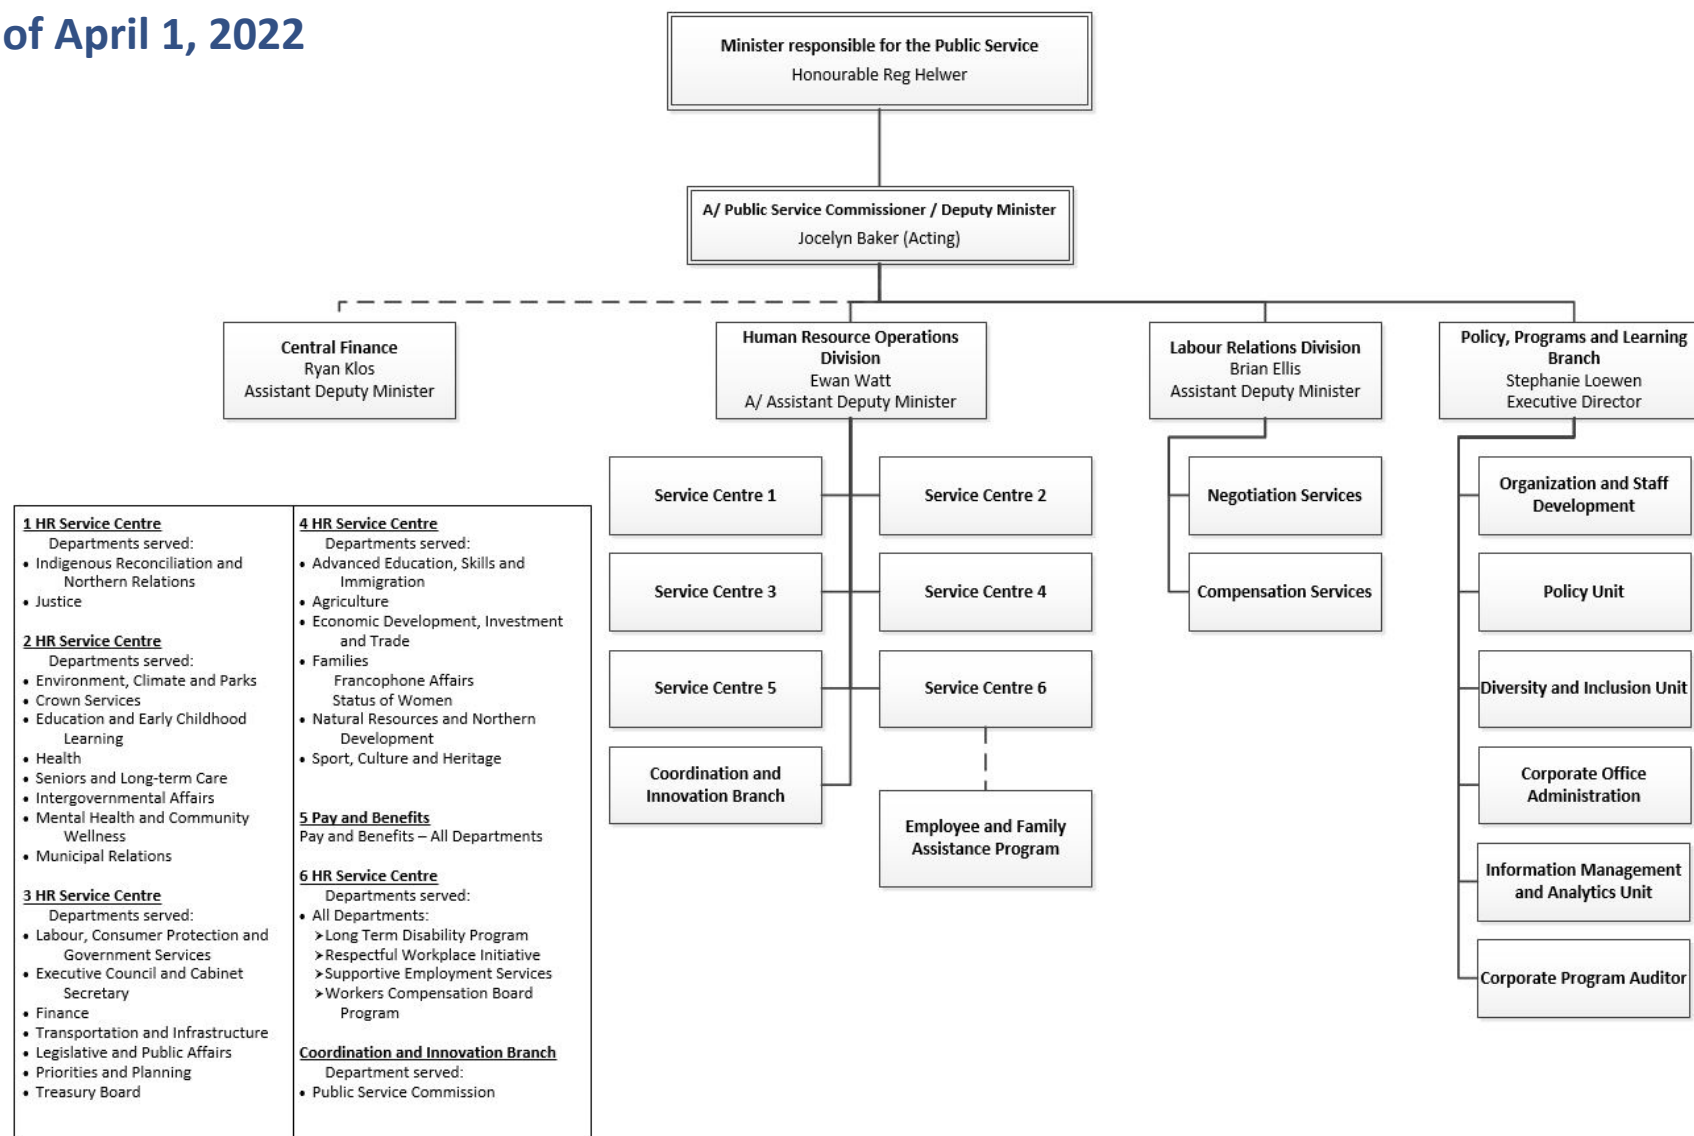 of April 1, 2022
Minister responsible for the Public Service
Honourable Reg Helwer
A/ Public Service Commissioner / Deputy Minister
Jocelyn Baker (Acting)
Central Finance
Ryan Klos
Assistant Deputy Minister
Human Resource Operations
Division
Ewan Watt
A/ Assistant Deputy Minister
Labour Relations Division
Brian Ellis
Assistant Deputy Minister
Policy, Programs and Learning
Branch
Stephanie Loewen
Executive Director
Service Centre 1
Service Centre 2
Service Centre 3
Service Centre 4
Service Centre 5
Service Centre 6
Coordination and
Innovation Branch
Employee and Family
Assistance Program
Negotiation Services
Compensation Services
Organization and Staff
Development
Policy Unit
Diversity and Inclusion Unit
Corporate Office
Administration
Information Management
and Analytics Unit
Corporate Program Auditor
1 HR Service Centre
Departments served:
• Indigenous Reconciliation and
Northern Relations
• Justice
2 HR Service Centre
Departments served:
• Environment, Climate and Parks
• Crown Services
• Education and Early Childhood
Learning
• Health
• Seniors and Long-term Care
• Intergovernmental Affairs
• Mental Health and Community
Wellness
• Municipal Relations
3 HR Service Centre
Departments served:
• Labour, Consumer Protection and
Government Services
• Executive Council and Cabinet
Secretary
• Finance
• Transportation and Infrastructure
• Legislative and Public Affairs
• Priorities and Planning
• Treasury Board
4 HR Service Centre
Departments served:
• Advanced Education, Skills and
Immigration
• Agriculture
• Economic Development, Investment
and Trade
• Families
Francophone Affairs
Status of Women
• Natural Resources and Northern
Development
• Sport, Culture and Heritage
5 Pay and Benefits
Pay and Benefits – All Departments
6 HR Service Centre
Departments served:
• All Departments:
➢Long Term Disability Program
➢Respectful Workplace Initiative
➢Supportive Employment Services
➢Workers Compensation Board
Program
Coordination and Innovation Branch
Department served:
• Public Service Commission